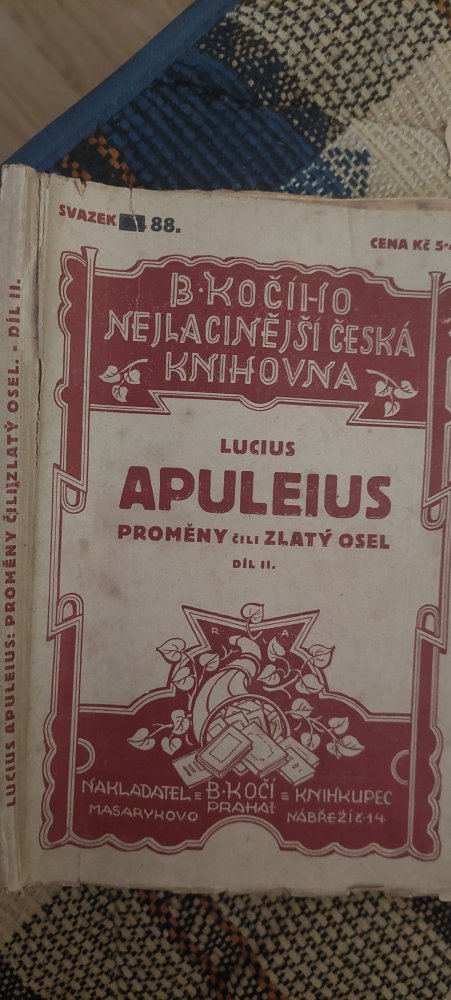 LUCIUS APULEIUS: PROMĚNY ČILI ZLATÝ OSEL. - DÍL II.
SVAZEK 88.
CENA Kč 5·
B·KOČÍHO
NEJLACINĚJŠÍ ČESKÁ
KNIHOVNA
LUCIUS
APULEIUS
PROMĚNY ČILI ZLATÝ OSEL
DÍL II.
R. A.
NAKLADATEL = B·KOČÍ = KNIHKUPEC
PRAHA I
MASARYKOVO NÁBŘEŽÍ č·14